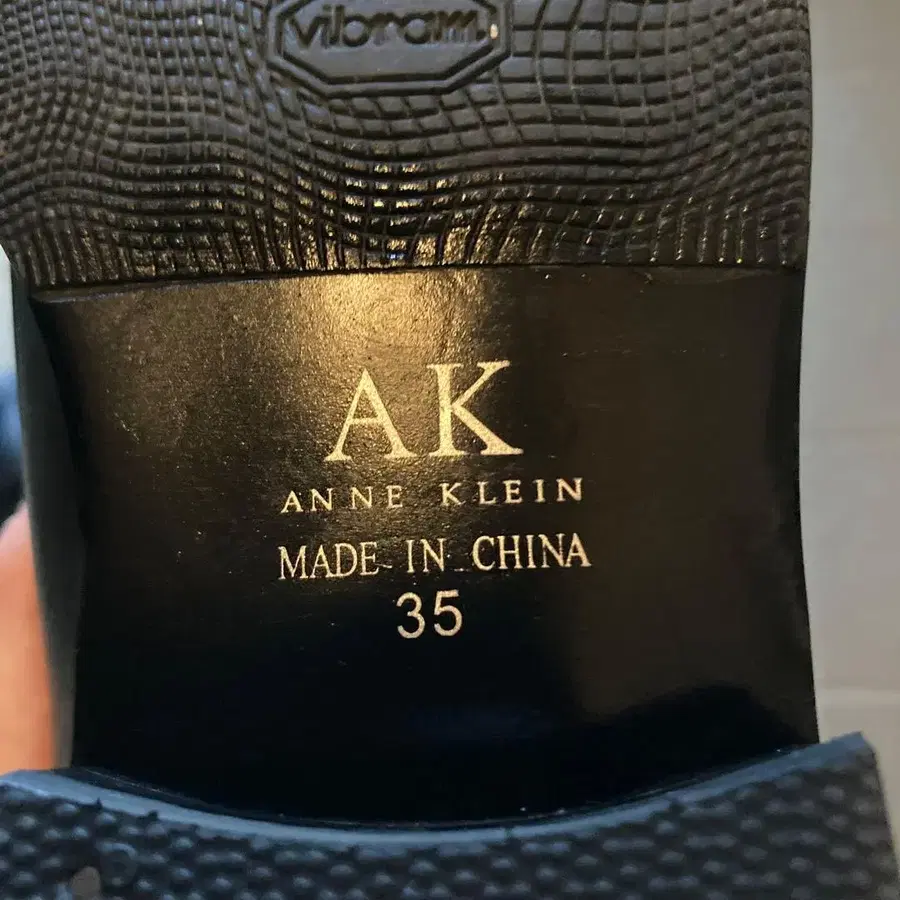 vibram.
AK
ANNE KLEIN
MADE IN CHINA
35